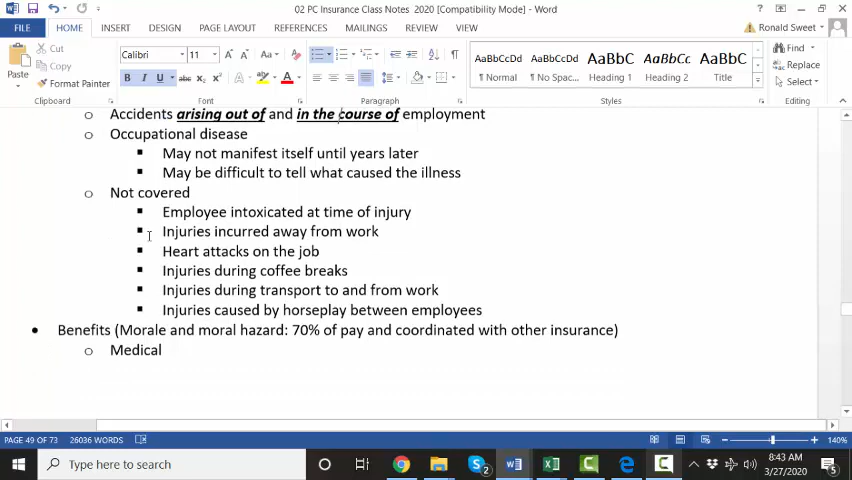 02 PC Insurance Class Notes 2020 [Compatibility Mode] - Word
FILE HOME INSERT DESIGN PAGE LAYOUT REFERENCES MAILINGS REVIEW VIEW
Ronald Sweet
Paste
Cut
Copy
Format Painter
Clipboard
Calibri 11
B I U abc X₂ X²
Font
Paragraph
AaBbCcDd AaBbCcDd AaBbC AaBbCc AaBbC
¶ Normal ¶ No Spac... Heading 1 Heading 2 Title
Styles
Find
Replace
Select
Editing
o Accidents arising out of and in the course of employment
o Occupational disease
▪ May not manifest itself until years later
▪ May be difficult to tell what caused the illness
o Not covered
▪ Employee intoxicated at time of injury
▪ Injuries incurred away from work
▪ Heart attacks on the job
▪ Injuries during coffee breaks
▪ Injuries during transport to and from work
▪ Injuries caused by horseplay between employees
• Benefits (Morale and moral hazard: 70% of pay and coordinated with other insurance)
o Medical
PAGE 49 OF 73 26036 WORDS 140%
Type here to search
8:43 AM
3/27/2020